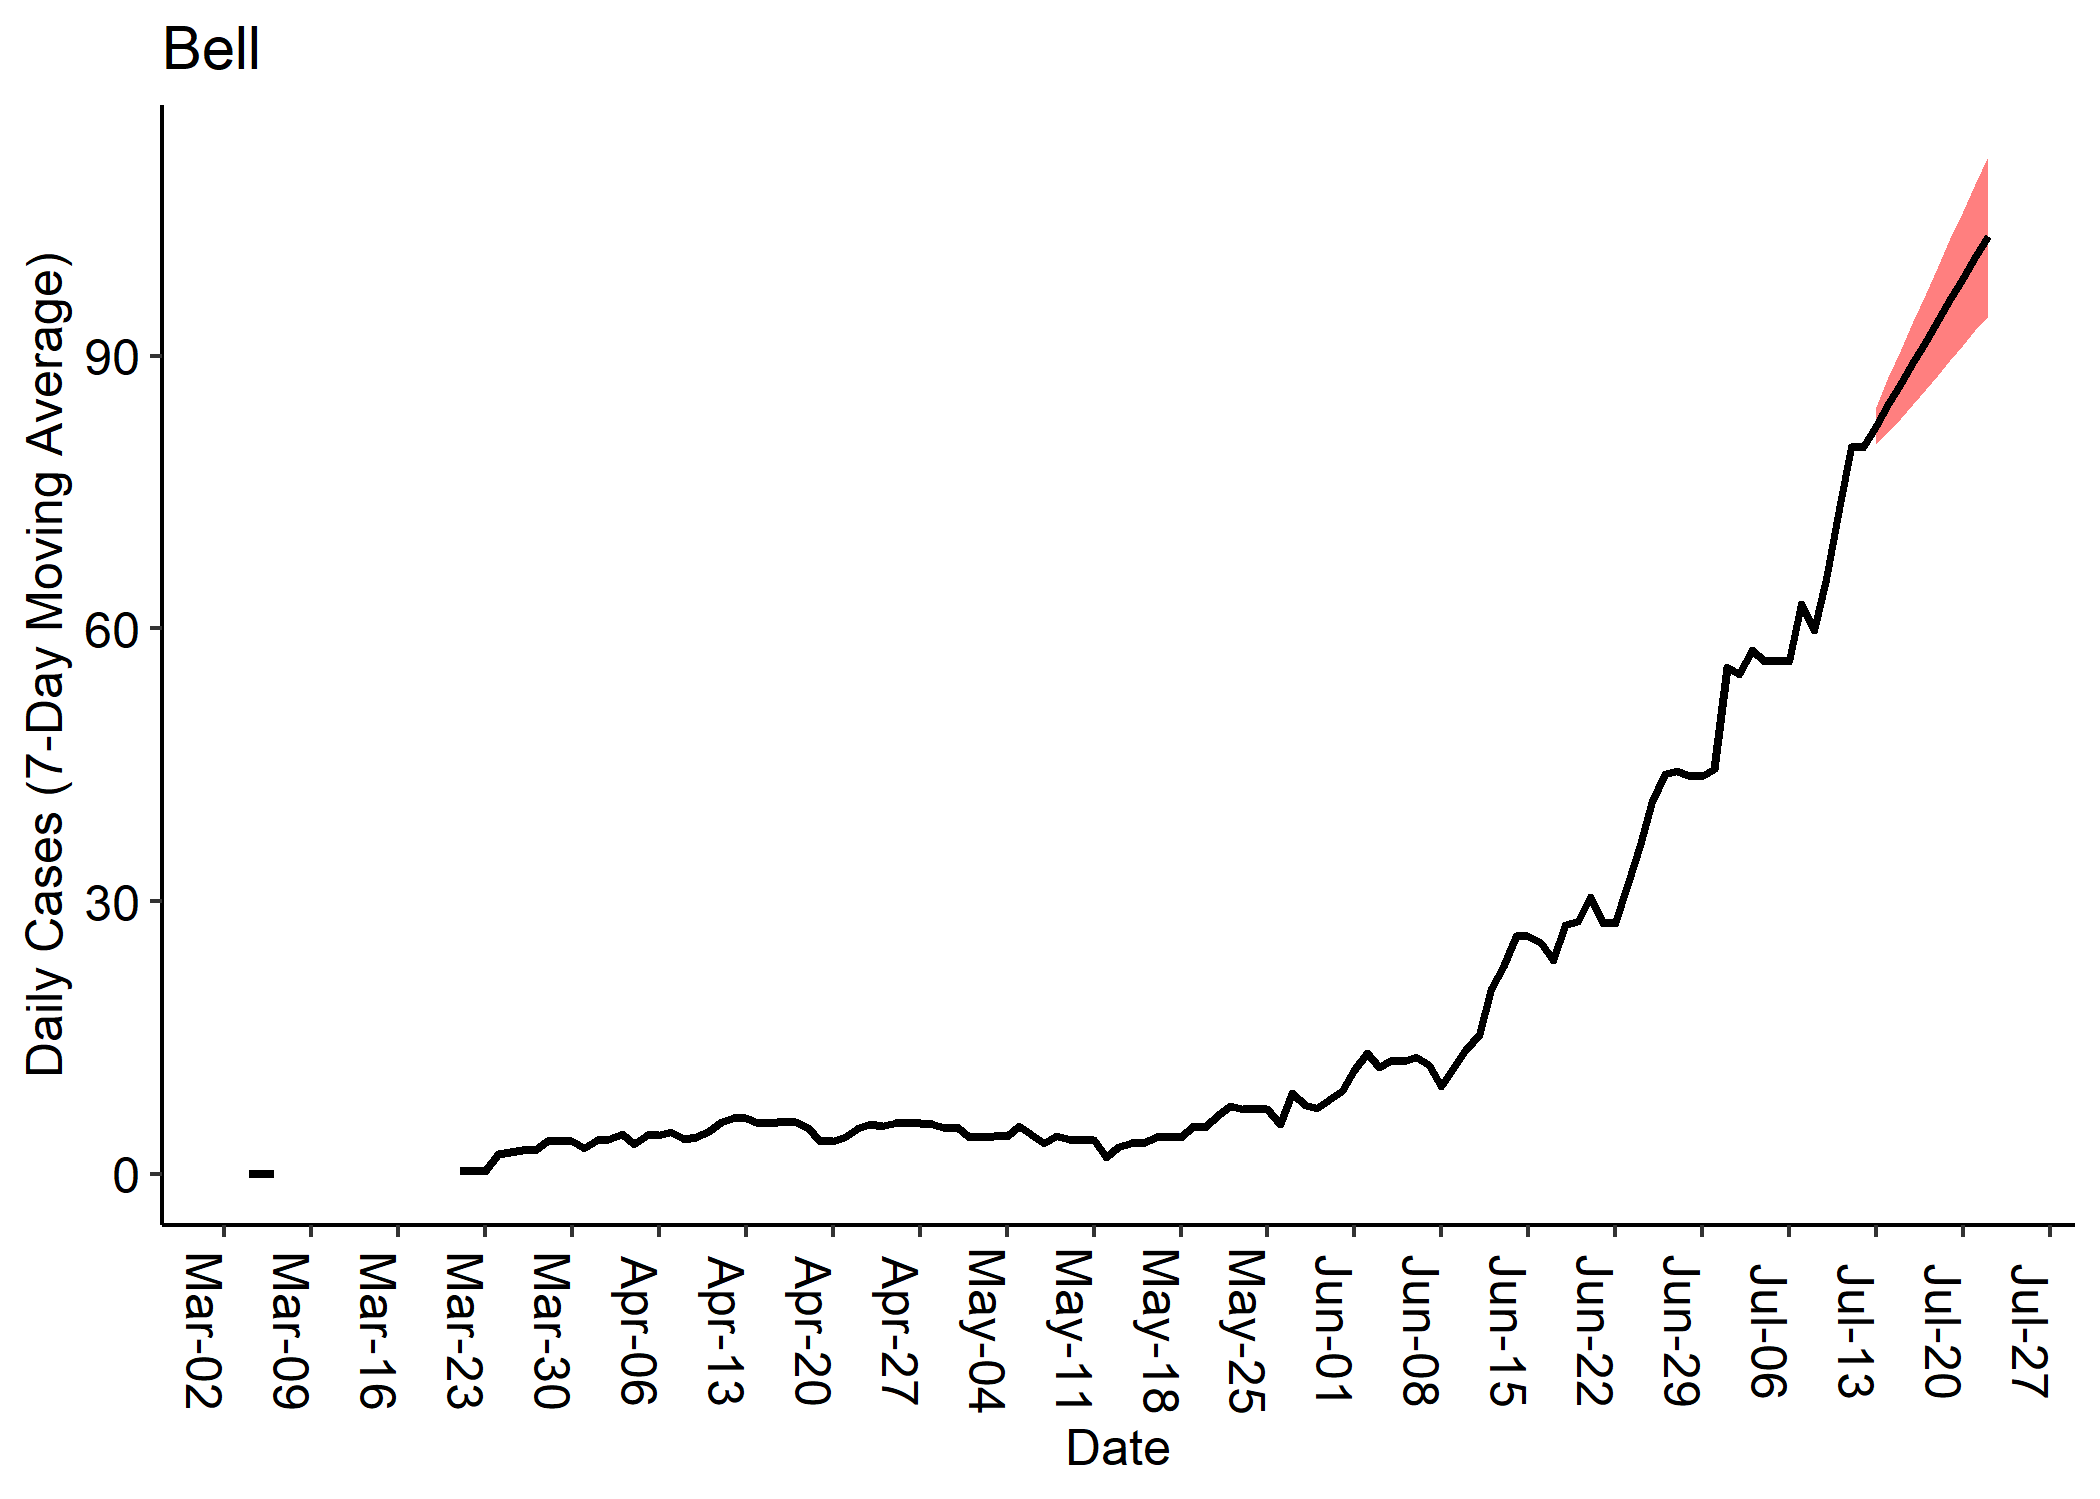 Bell
Daily Cases (7-Day Moving Average)
90
60
30
0
Mar-02
Mar-09
Mar-16
Mar-23
Mar-30
Apr-06
Apr-13
Apr-20
Apr-27
May-04
May-11
May-18
May-25
Jun-01
Jun-08
Jun-15
Jun-22
Jun-29
Jul-06
Jul-13
Jul-20
Jul-27
Date